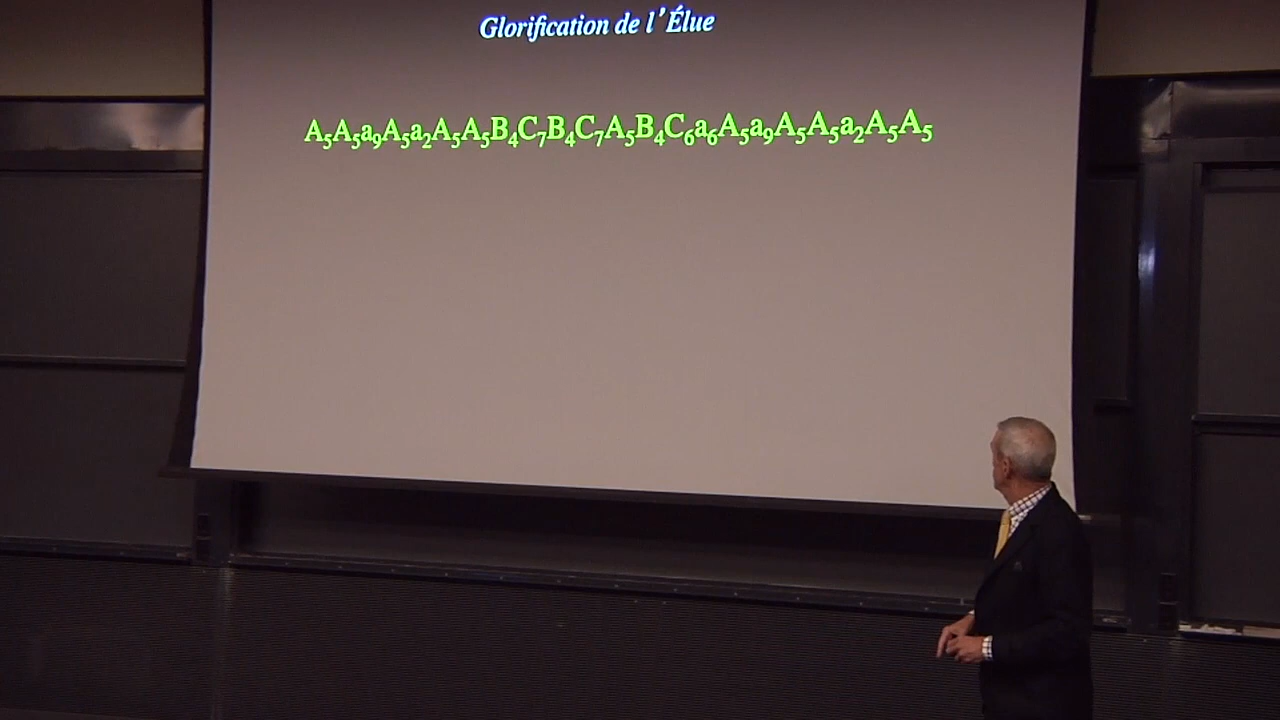 Glorification de l'Élue
A₅A₅a₉A₅a₂A₅A₅B₄C₇B₄C₇A₅B₄C₆a₆A₅a₉A₅A₅a₂A₅A₅